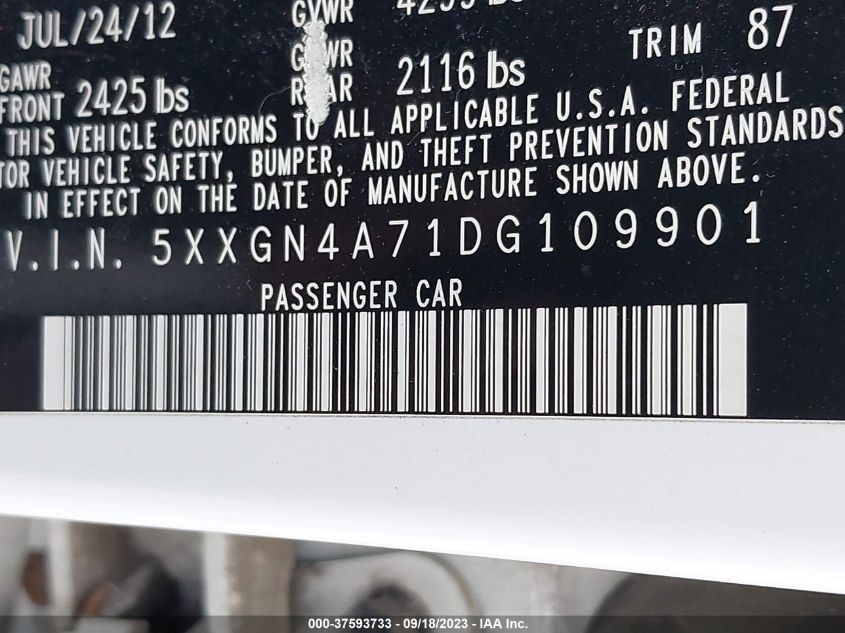 JUL/24/12 GVWR
GAWR FRONT 2425 lbs REAR 2116 lbs TRIM 87
THIS VEHICLE CONFORMS TO ALL APPLICABLE U.S.A. FEDERAL
TOR VEHICLE SAFETY, BUMPER, AND THEFT PREVENTION STANDARDS
IN EFFECT ON THE DATE OF MANUFACTURE SHOWN ABOVE.
V.I.N. 5XXGN4A71DG109901
PASSENGER CAR
000-37593733 - 09/18/2023 - IAA Inc.